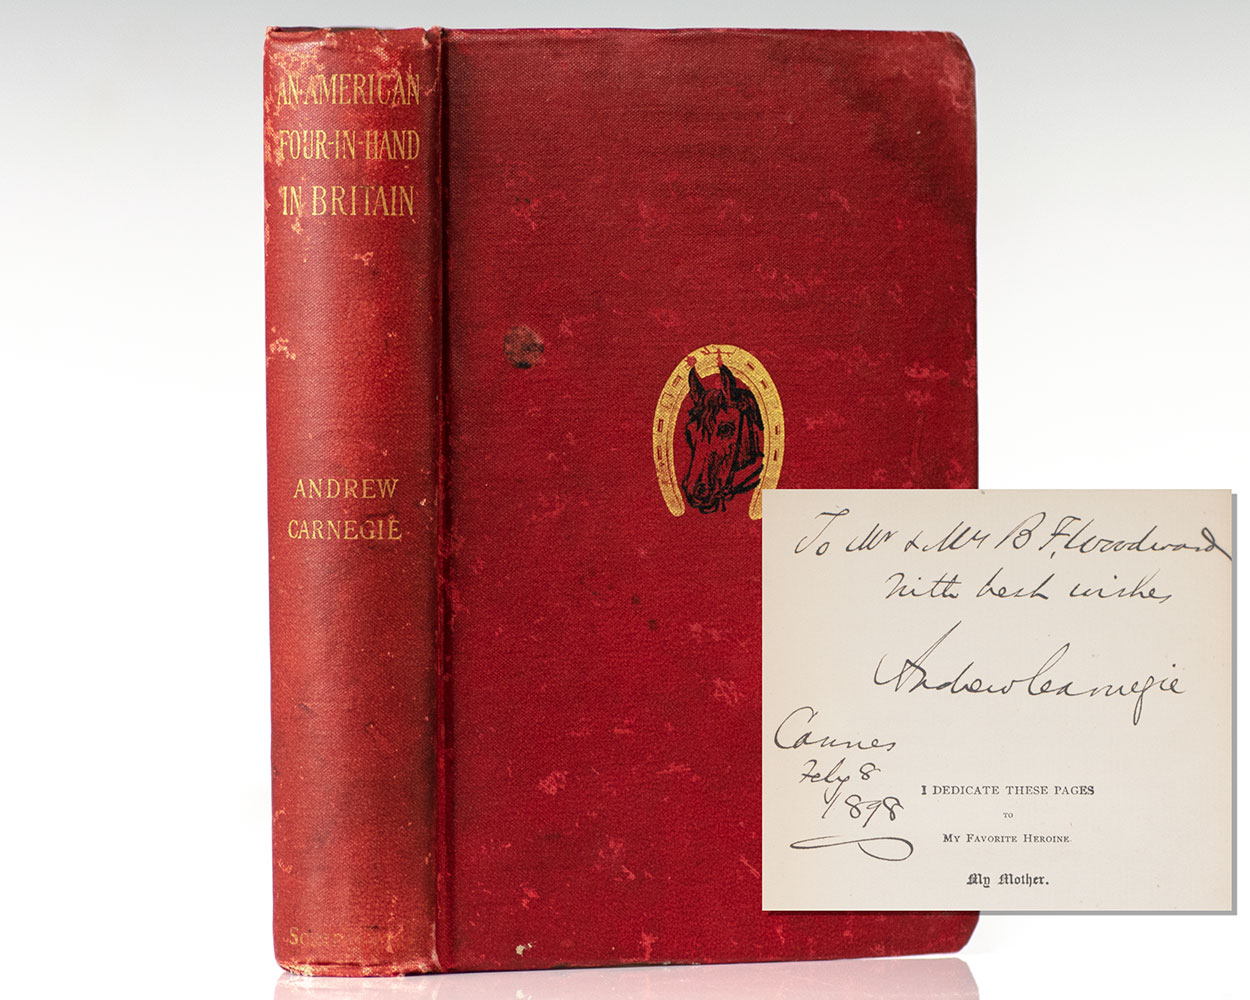 AN AMERICAN
FOUR-IN-HAND
IN BRITAIN
ANDREW
CARNEGIE
To Mr & Mrs B F. Woodward
With best wishes
Andrew Carnegie
Cannes
Feby 8
1898
I DEDICATE THESE PAGES
TO
MY FAVORITE HEROINE
My Mother.